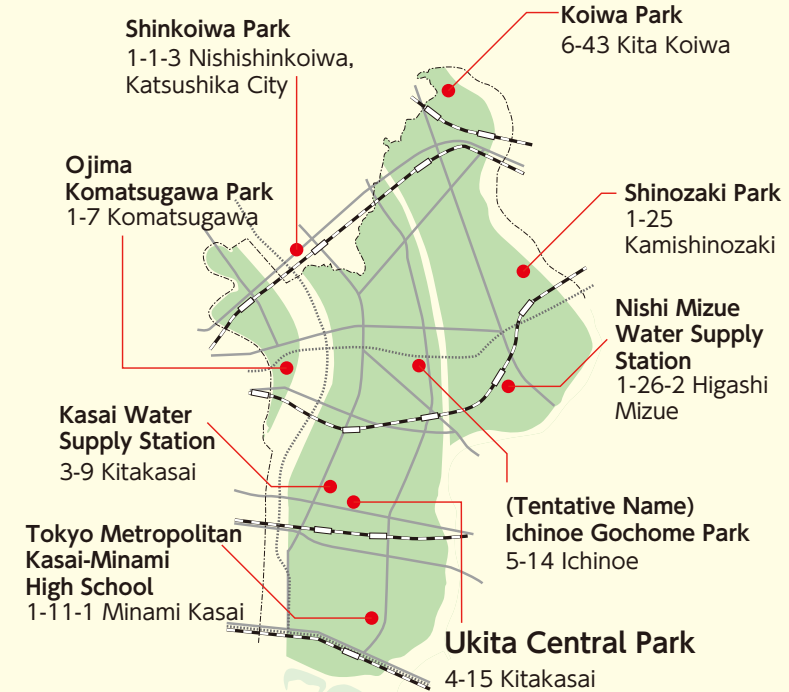 Shinkoiwa Park
1-1-3 Nishishinkoiwa,
Katsushika City
Koiwa Park
6-43 Kita Koiwa
Ojima
Komatsugawa Park
1-7 Komatsugawa
Shinozaki Park
1-25
Kamishinozaki
Nishi Mizue
Water Supply
Station
1-26-2 Higashi
Mizue
Kasai Water
Supply Station
3-9 Kitakasai
(Tentative Name)
Ichinoe Gochome Park
5-14 Ichinoe
Tokyo Metropolitan
Kasai-Minami
High School
1-11-1 Minami Kasai
Ukita Central Park
4-15 Kitakasai